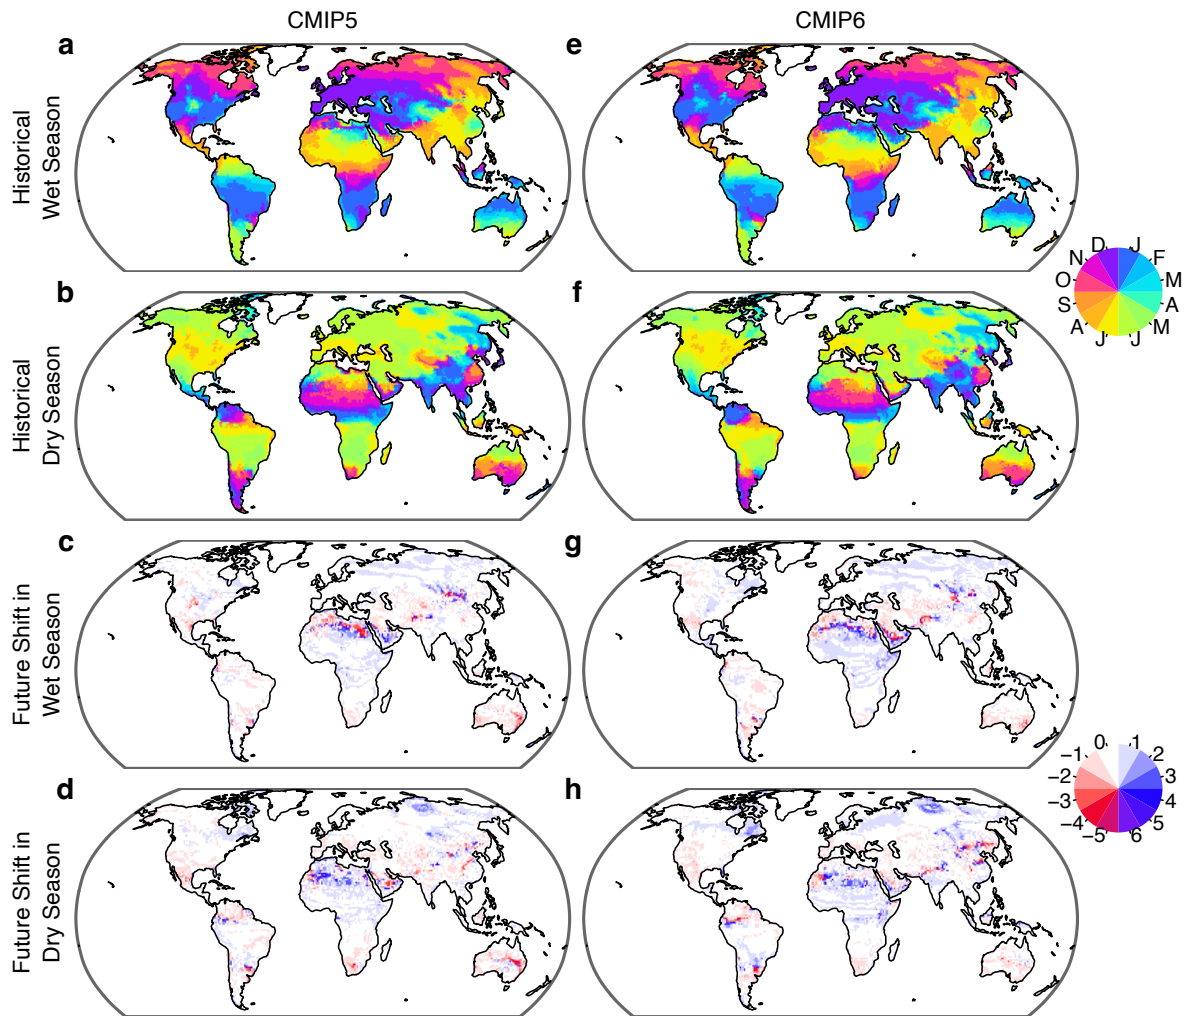 CMIP5
CMIP6
a
e
Historical
Wet Season
D J
N F
O M
S A
A M
J J
b
f
Historical
Dry Season
c
g
Future Shift in
Wet Season
0 1
−1 2
−2 3
−3 4
−4 5
−5 6
d
h
Future Shift in
Dry Season